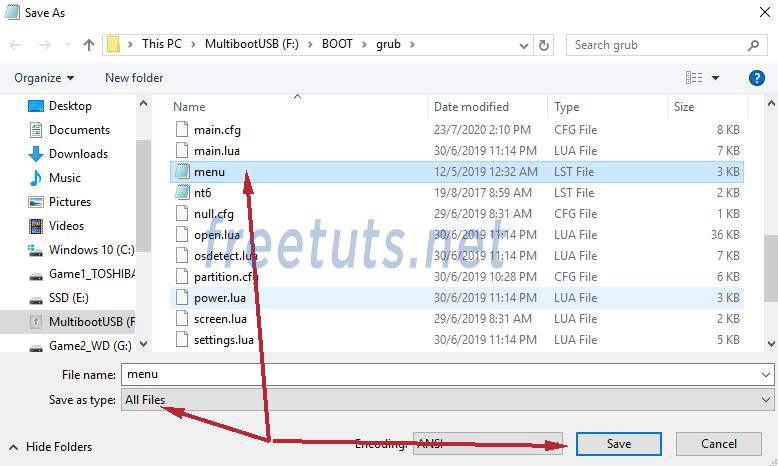 Save As
This PC > MultibootUSB (F:) > BOOT > grub >
Search grub
Organize
New folder
Name Date modified Type Size
Desktop
Documents
Downloads
Music
Pictures
Videos
Windows 10 (C:)
Game1_TOSHIBA
SSD (E:)
MultibootUSB (F
Game2_WD (G:)
main.cfg 23/7/2020 2:10 PM CFG File 8 KB
main.lua 30/6/2019 11:14 PM LUA File 7 KB
menu 12/5/2019 12:32 AM LST File 3 KB
nt6 19/8/2017 8:59 AM LST File 2 KB
null.cfg 29/6/2019 8:31 AM CFG File 1 KB
open.lua 30/6/2019 11:14 PM LUA File 36 KB
osdetect.lua 30/6/2019 11:14 PM LUA File 7 KB
partition.cfg 30/6/2019 10:28 PM CFG File 6 KB
power.lua 30/6/2019 11:14 PM LUA File 3 KB
screen.lua 29/6/2019 8:31 AM LUA File 2 KB
settings.lua 30/6/2019 11:14 PM LUA File 5 KB
freetuts.net
File name: menu
Save as type: All Files
Hide Folders
Encoding: ANSI
Save
Cancel